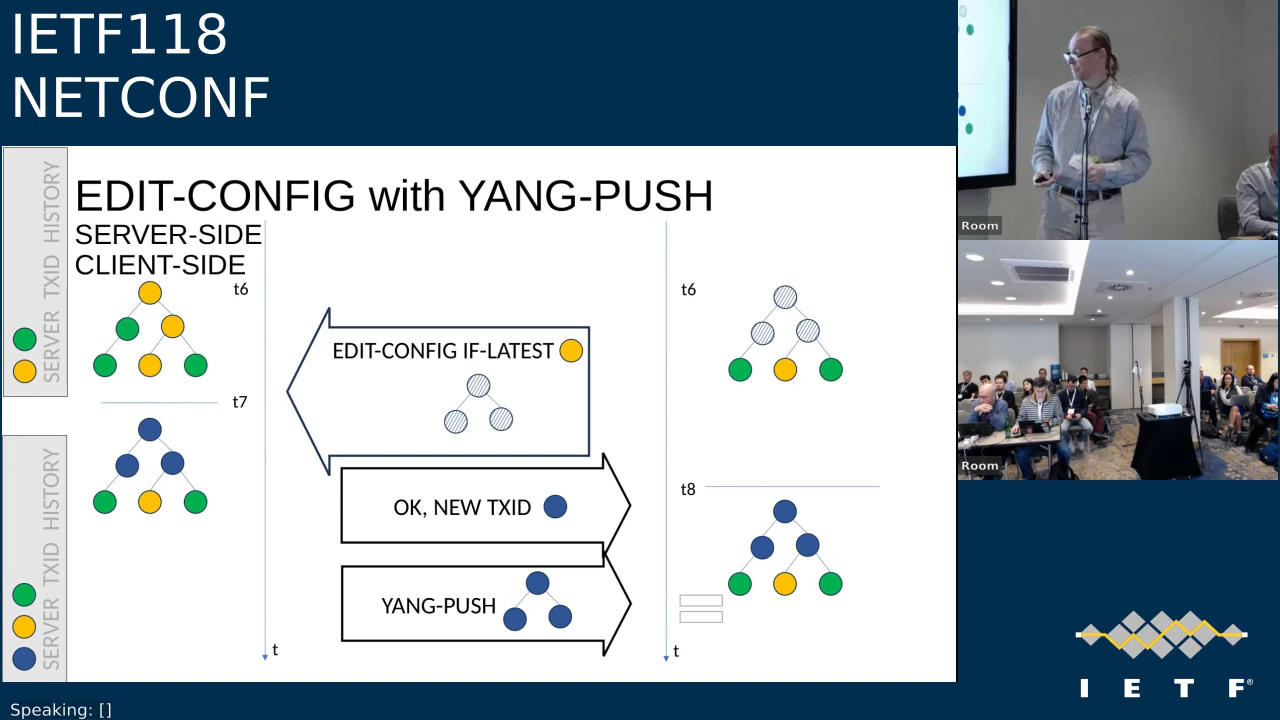 IETF118
NETCONF
SERVER TXID HISTORY
EDIT-CONFIG with YANG-PUSH
SERVER-SIDE
CLIENT-SIDE
t6
t6
EDIT-CONFIG IF-LATEST
t7
SERVER TXID HISTORY
OK, NEW TXID
t8
YANG-PUSH
t
t
Room
Room
I E T F®
Speaking: []